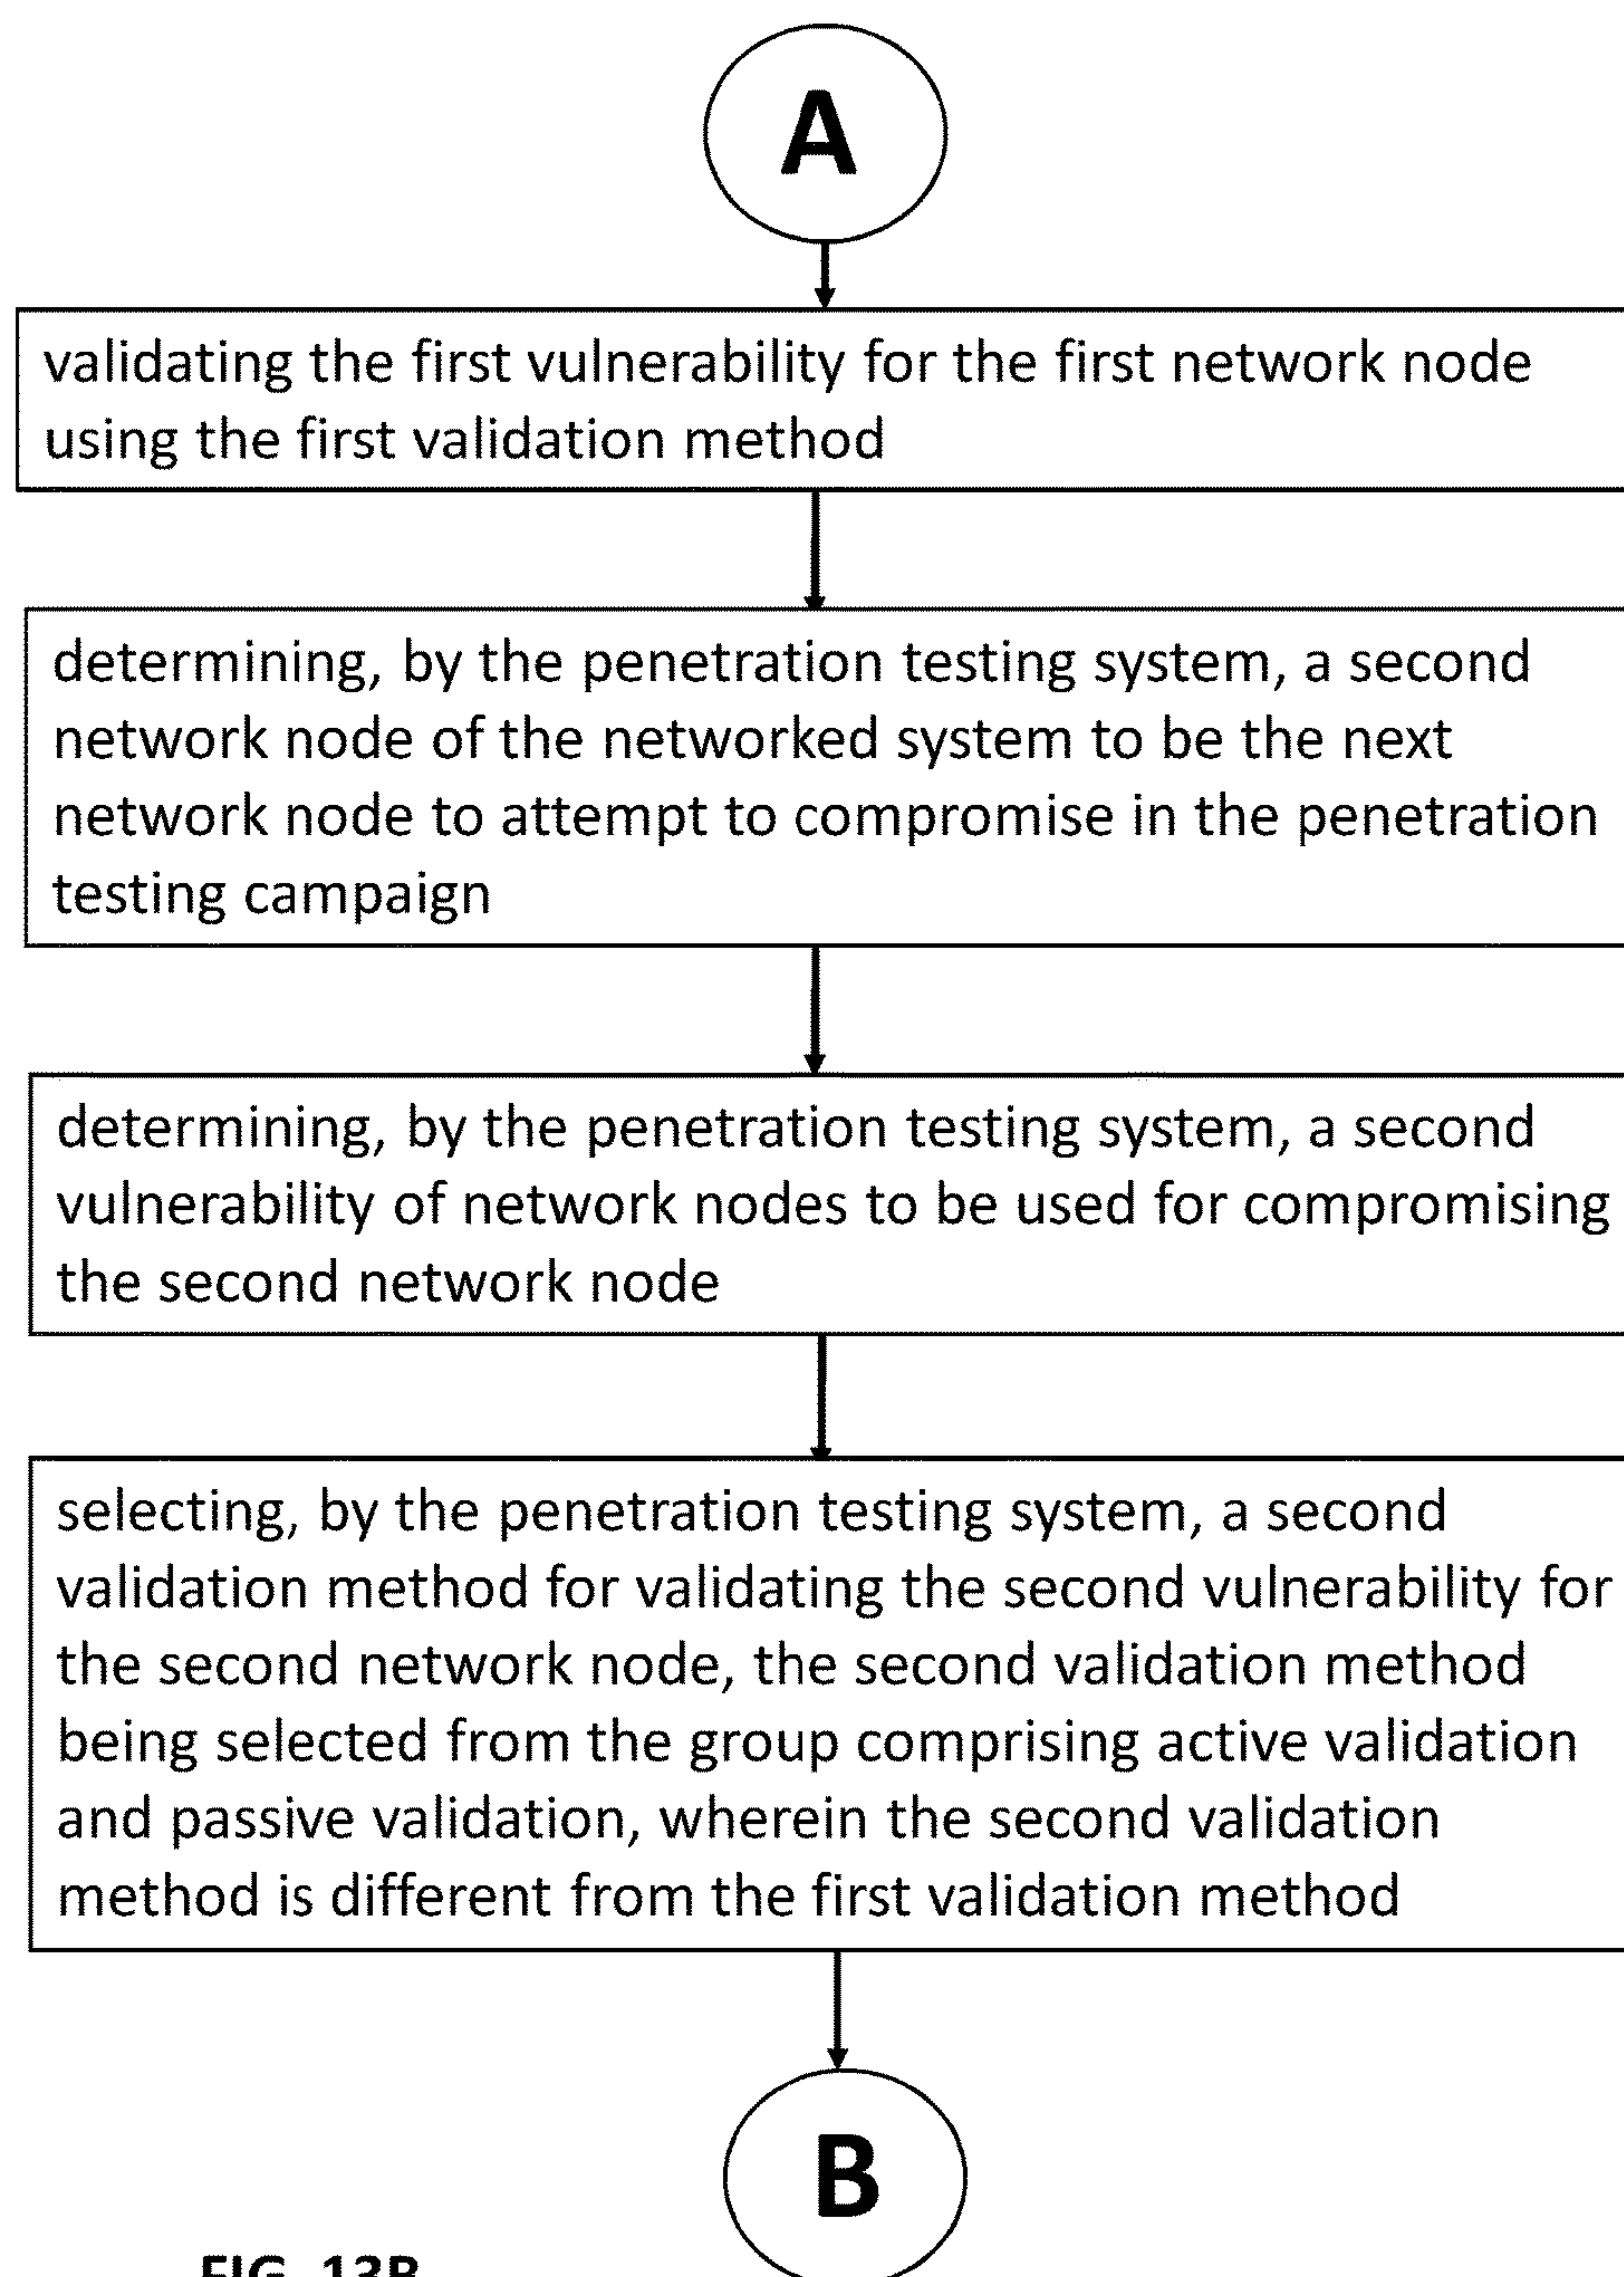 A
validating the first vulnerability for the first network node
using the first validation method
determining, by the penetration testing system, a second
network node of the networked system to be the next
network node to attempt to compromise in the penetration
testing campaign
determining, by the penetration testing system, a second
vulnerability of network nodes to be used for compromising
the second network node
selecting, by the penetration testing system, a second
validation method for validating the second vulnerability for
the second network node, the second validation method
being selected from the group comprising active validation
and passive validation, wherein the second validation
method is different from the first validation method
B
FIG. 13B